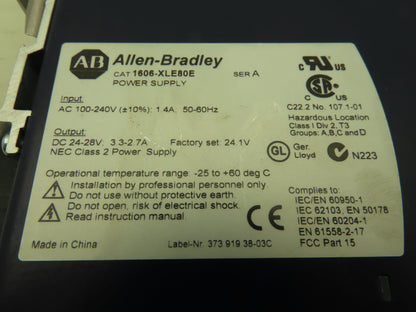 AB Allen-Bradley
CAT 1606-XLE80E SER A
POWER SUPPLY
Input:
AC 100-240V (±10%): 1.4A; 50-60Hz
Output:
DC 24-28V: 3.3-2.7A Factory set: 24.1V
NEC Class 2 Power Supply
Operational temperature range: -25 to +60 deg C
Installation by professional personnel only.
Do not use without protective earth.
Do not open, risk of electrical shock.
Read instruction manual
Made in China
Label-Nr. 373 919 38-03C
CE
US
SA
C22.2 No. 107.1-01
Hazardous Location
Class I Div 2, T3
Groups: A,B,C and D
GL Ger. Lloyd
N223
Complies to:
IEC/EN 60950-1
IEC 62103, EN 50178
IEC/EN 60204-1
EN 61558-2-17
FCC Part 15